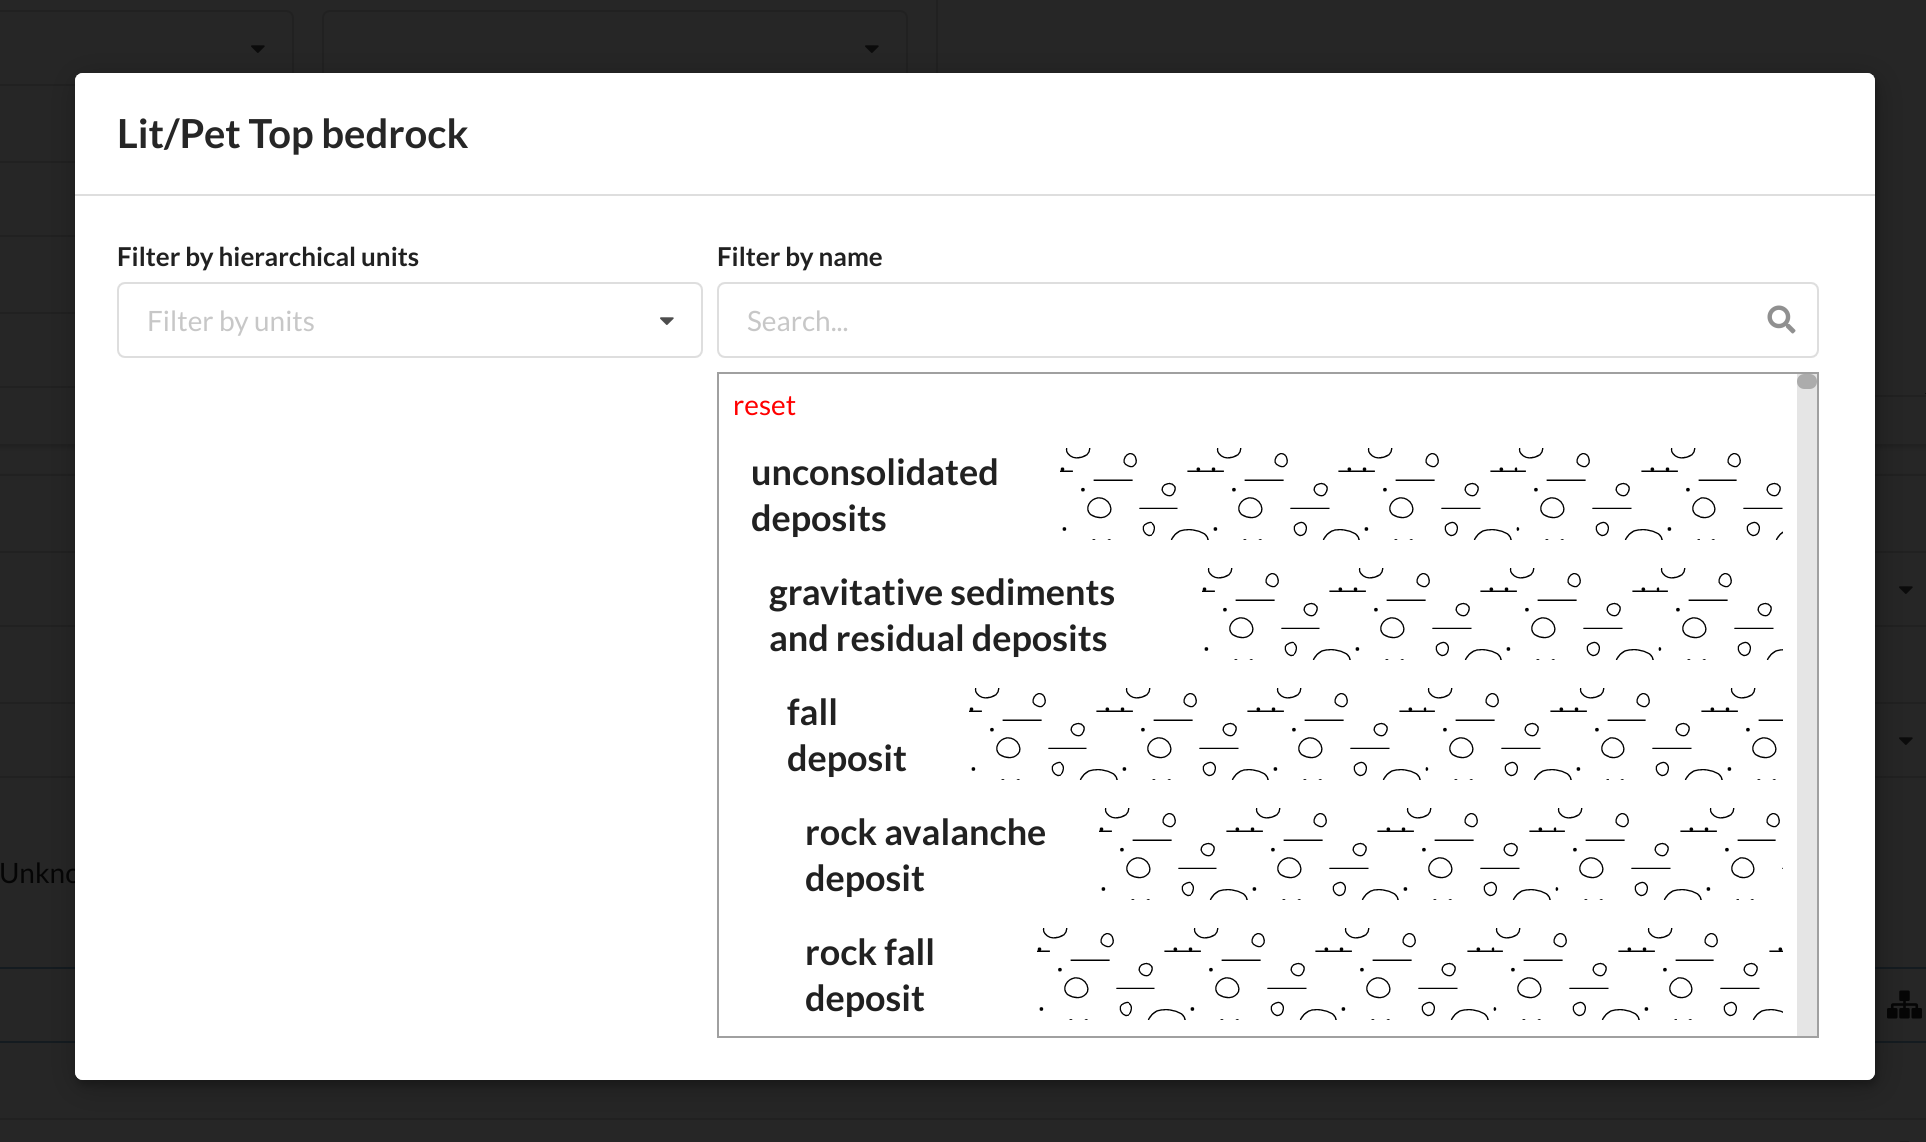 Lit/Pet Top bedrock
Filter by hierarchical units
Filter by name
Filter by units
Search...
reset
unconsolidated
deposits
gravitative sediments
and residual deposits
fall
deposit
rock avalanche
deposit
rock fall
deposit